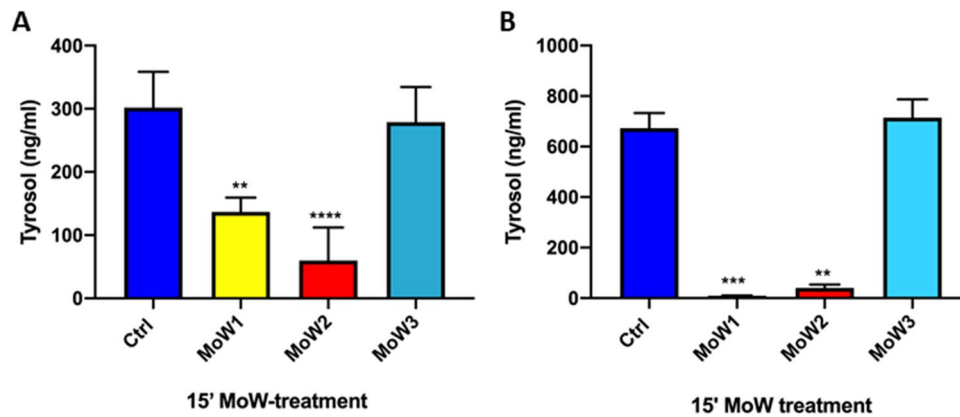 A
Tyrosol (ng/ml)
400
300
200
100
0
**
****
Ctrl
MoW1
MoW2
MoW3
15’ MoW-treatment
B
Tyrosol (ng/ml)
1000
800
600
400
200
0
***
**
Ctrl
MoW1
MoW2
MoW3
15' MoW treatment